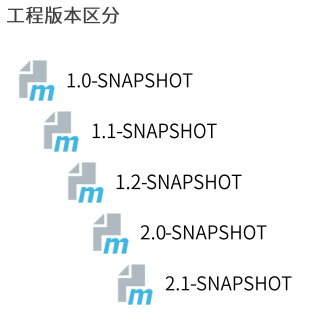 工程版本区分
m 1.0-SNAPSHOT
m 1.1-SNAPSHOT
m 1.2-SNAPSHOT
m 2.0-SNAPSHOT
m 2.1-SNAPSHOT